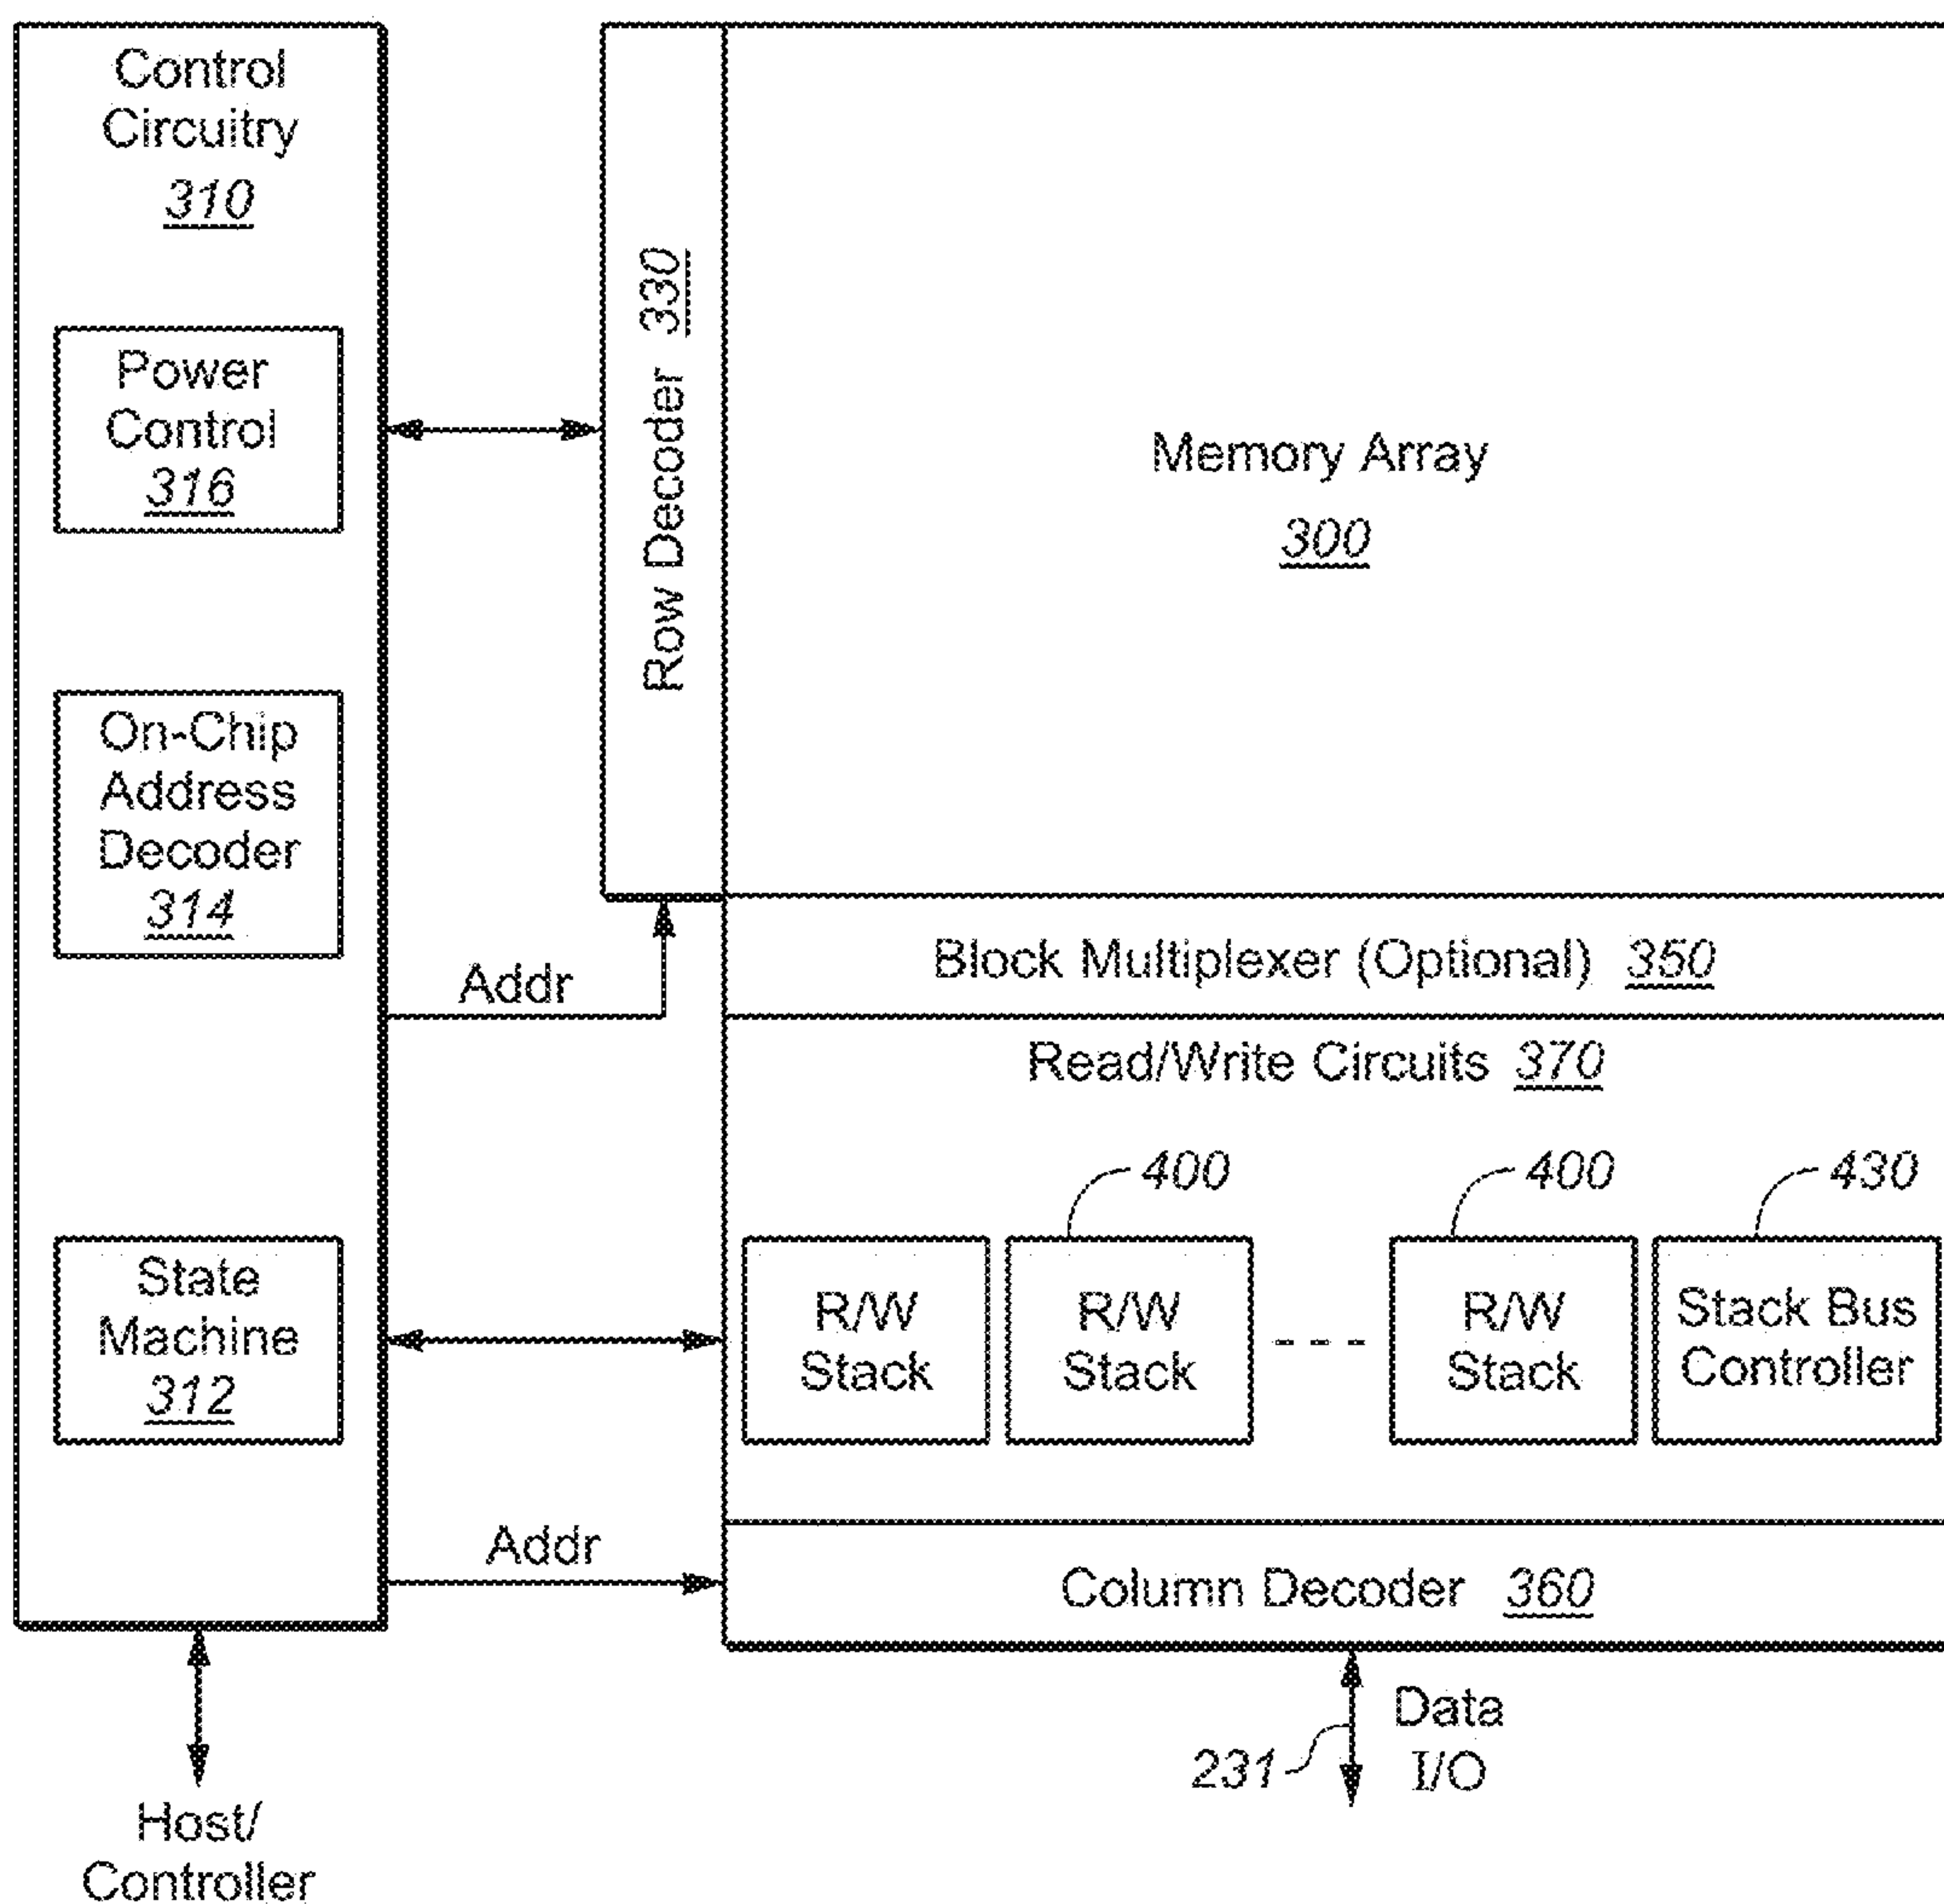 Control
Circuitry
310
Power
Control
316
On-Chip
Address
Decoder
314
State
Machine
312
Host/
Controller
Addr
Addr
Row Decoder 330
Memory Array
300
Block Multiplexer (Optional) 350
Read/Write Circuits 370
400
400
430
R/W
Stack
R/W
Stack
R/W
Stack
Stack Bus
Controller
Column Decoder 360
231
Data
I/O